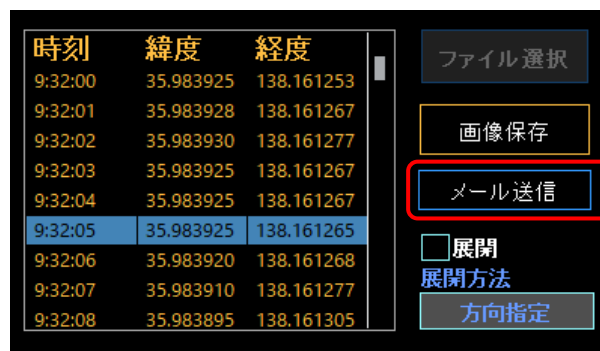 時刻 緯度 経度
9:32:00 35.983925 138.161253
9:32:01 35.983928 138.161267
9:32:02 35.983930 138.161277
9:32:03 35.983925 138.161267
9:32:04 35.983925 138.161267
9:32:05 35.983925 138.161265
9:32:06 35.983920 138.161268
9:32:07 35.983910 138.161277
9:32:08 35.983895 138.161305
ファイル選択
画像保存
メール送信
展開
展開方法
方向指定